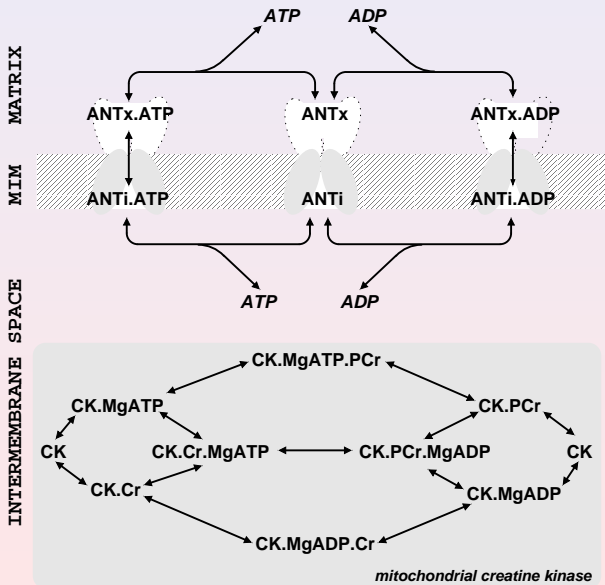 ATP ADP
MATRIX
ANTx.ATP ANTx ANTx.ADP
MIM
ANTi.ATP ANTi ANTi.ADP
ATP ADP
INTERMEMBRANE SPACE
CK.MgATP.PCr
CK.MgATP CK.PCr
CK CK.Cr.MgATP CK.PCr.MgADP CK
CK.Cr CK.MgADP
CK.MgADP.Cr
mitochondrial creatine kinase